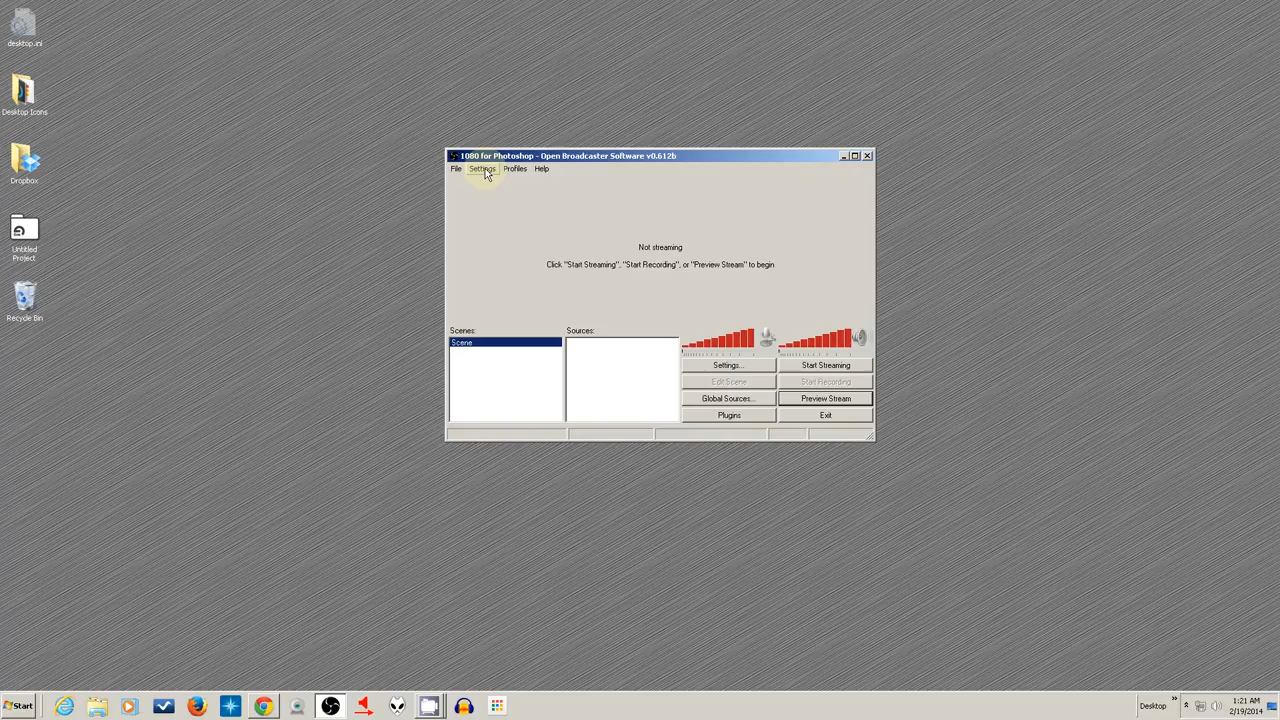 desktop.ini
Desktop Icons
Dropbox
Untitled
Project
Recycle Bin
1080 for Photoshop - Open Broadcaster Software v0.612b
File Settings Profiles Help
Not streaming
Click "Start Streaming", "Start Recording", or "Preview Stream" to begin
Scenes: Sources:
Scene
Settings... Start Streaming
Edit Scene Start Recording
Global Sources... Preview Stream
Plugins Exit
Start
Desktop
1:21 AM
2/19/2014